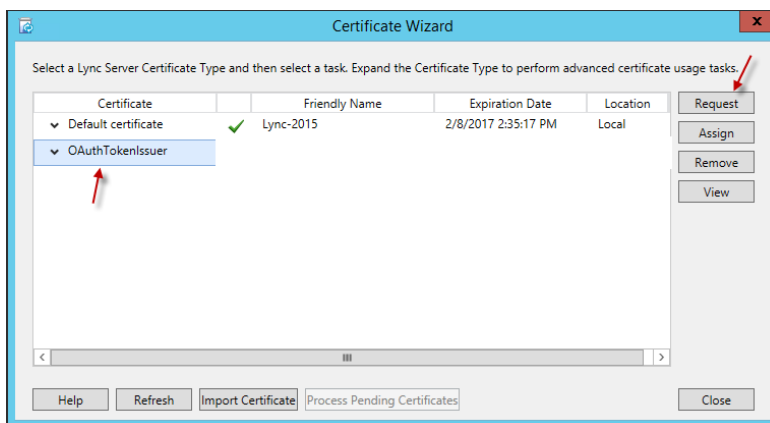 Certificate Wizard
x
Select a Lync Server Certificate Type and then select a task. Expand the Certificate Type to perform advanced certificate usage tasks.
Certificate Friendly Name Expiration Date Location
Default certificate Lync-2015 2/8/2017 2:35:17 PM Local
OAuthTokenIssuer
Request
Assign
Remove
View
Help Refresh Import Certificate Process Pending Certificates Close